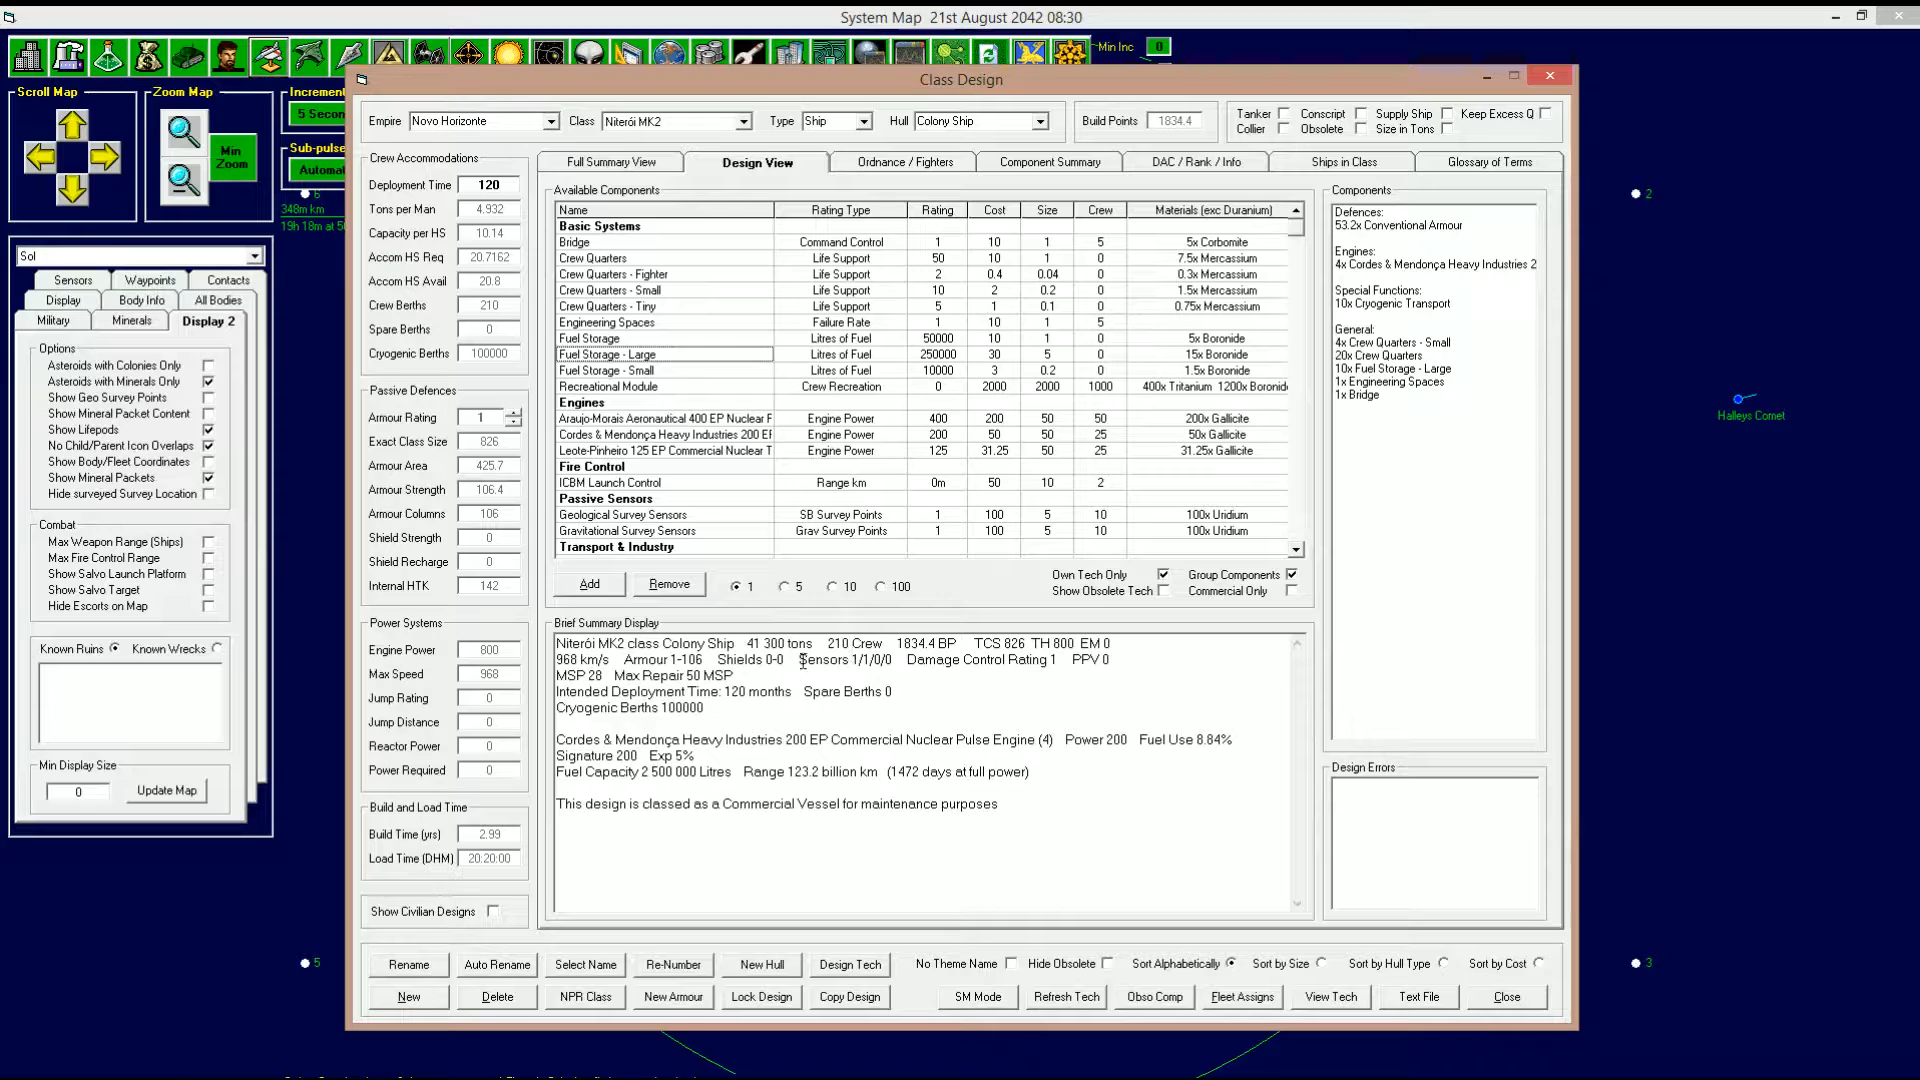 System Map 21st August 2042 08:30
Min Inc 0
Scroll Map
Zoom Map
Min Zoom
Increment
5 Secon
Sub-pulse
Automa
6
348m km
19h 18m at 50
2
Halleys Comet
5
3
Sol
Sensors Waypoints Contacts
Display Body Info All Bodies
Military Minerals Display 2
Options
Asteroids with Colonies Only
Asteroids with Minerals Only
Show Geo Survey Points
Show Mineral Packet Content
Show Lifepods
No Child/Parent Icon Overlaps
Show Body/Fleet Coordinates
Show Mineral Packets
Hide surveyed Survey Location
Combat
Max Weapon Range (Ships)
Max Fire Control Range
Show Salvo Launch Platform
Show Salvo Target
Hide Escorts on Map
Known Ruins Known Wrecks
Min Display Size
0 Update Map
Class Design
Empire Novo Horizonte Class Niterói MK2 Type Ship Hull Colony Ship Build Points 1834.4
Tanker Conscript Supply Ship Keep Excess Q
Collier Obsolete Size in Tons
Crew Accommodations
Deployment Time 120
Tons per Man 4.932
Capacity per HS 10.14
Accom HS Req 20.7162
Accom HS Avail 20.8
Crew Berths 210
Spare Berths 0
Cryogenic Berths 100000
Passive Defences
Armour Rating 1
Exact Class Size 826
Armour Area 425.7
Armour Strength 106.4
Armour Columns 106
Shield Strength 0
Shield Recharge 0
Internal HTK 142
Power Systems
Engine Power 800
Max Speed 968
Jump Rating 0
Jump Distance 0
Reactor Power 0
Power Required 0
Build and Load Time
Build Time (yrs) 2.99
Load Time (DHM) 20:20:00
Show Civilian Designs
Full Summary View Design View Ordnance / Fighters Component Summary DAC / Rank / Info Ships in Class Glossary of Terms
Available Components
Name Rating Type Rating Cost Size Crew Materials (exc Duranium)
Basic Systems
Bridge Command Control 1 10 1 5 5x Corbomite
Crew Quarters Life Support 50 10 1 0 7.5x Mercassium
Crew Quarters - Fighter Life Support 2 0.4 0.04 0 0.3x Mercassium
Crew Quarters - Small Life Support 10 2 0.2 0 1.5x Mercassium
Crew Quarters - Tiny Life Support 5 1 0.1 0 0.75x Mercassium
Engineering Spaces Failure Rate 1 10 1 5
Fuel Storage Litres of Fuel 50000 10 1 0 5x Boronide
Fuel Storage - Large Litres of Fuel 250000 30 5 0 15x Boronide
Fuel Storage - Small Litres of Fuel 10000 3 0.2 0 1.5x Boronide
Recreational Module Crew Recreation 0 2000 2000 1000 400x Tritanium 1200x Boronid
Engines
Araujo-Morais Aeronautical 400 EP Nuclear F Engine Power 400 200 50 50 200x Gallicite
Cordes & Mendonça Heavy Industries 200 EF Engine Power 200 50 50 25 50x Gallicite
Leote-Pinheiro 125 EP Commercial Nuclear T Engine Power 125 31.25 50 25 31.25x Gallicite
Fire Control
ICBM Launch Control Range km 0m 50 10 2
Passive Sensors
Geological Survey Sensors SB Survey Points 1 100 5 10 100x Uridium
Gravitational Survey Sensors Grav Survey Points 1 100 5 10 100x Uridium
Transport & Industry
Add Remove 1 5 10 100
Own Tech Only Group Components
Show Obsolete Tech Commercial Only
Brief Summary Display
Niterói MK2 class Colony Ship 41 300 tons 210 Crew 1834.4 BP TCS 826 TH 800 EM 0
968 km/s Armour 1-106 Shields 0-0 Sensors 1/1/0/0 Damage Control Rating 1 PPV 0
MSP 28 Max Repair 50 MSP
Intended Deployment Time: 120 months Spare Berths 0
Cryogenic Berths 100000
Cordes & Mendonça Heavy Industries 200 EP Commercial Nuclear Pulse Engine (4) Power 200 Fuel Use 8.84%
Signature 200 Exp 5%
Fuel Capacity 2 500 000 Litres Range 123.2 billion km (1472 days at full power)
This design is classed as a Commercial Vessel for maintenance purposes
Components
Defences:
53.2x Conventional Armour
Engines:
4x Cordes & Mendonça Heavy Industries 2
Special Functions:
10x Cryogenic Transport
General:
4x Crew Quarters - Small
20x Crew Quarters
10x Fuel Storage - Large
1x Engineering Spaces
1x Bridge
Design Errors
Rename Auto Rename Select Name Re-Number New Hull Design Tech No Theme Name Hide Obsolete Sort Alphabetically Sort by Size Sort by Hull Type Sort by Cost
New Delete NPR Class New Armour Lock Design Copy Design SM Mode Refresh Tech Obso Comp Fleet Assigns View Tech Text File Close